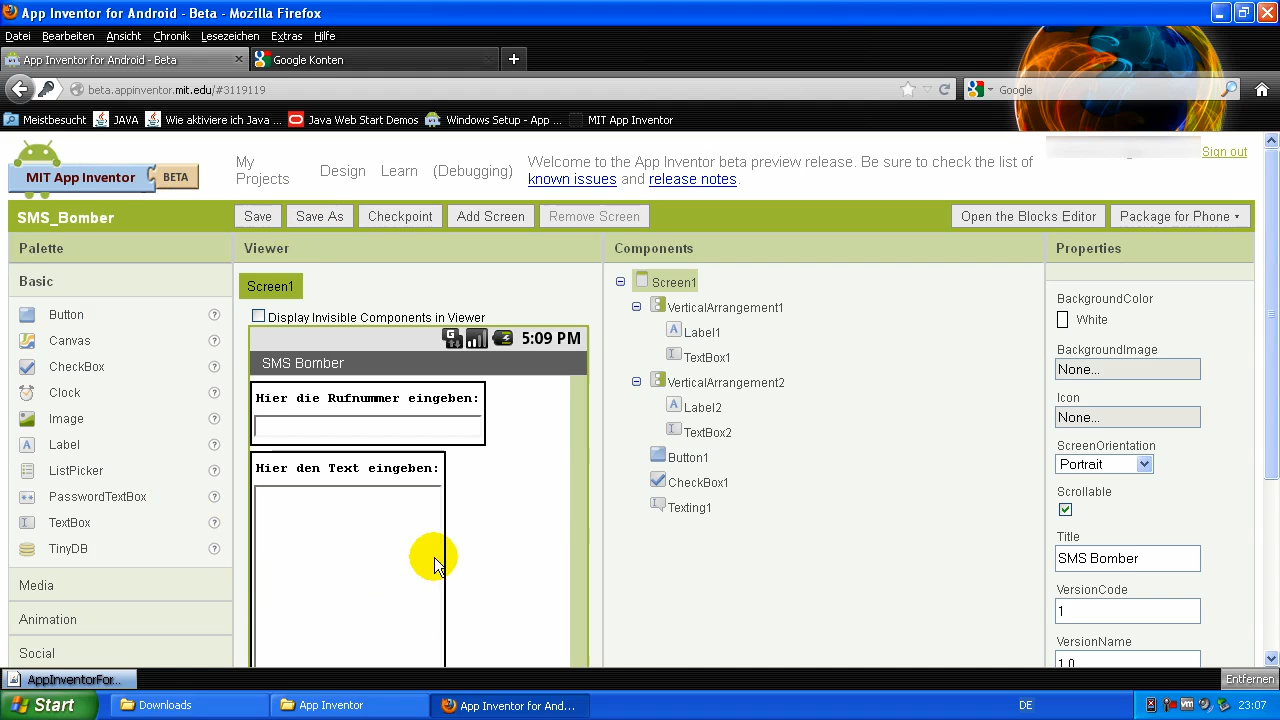 App Inventor for Android - Beta - Mozilla Firefox
Datei Bearbeiten Ansicht Chronik Lesezeichen Extras Hilfe
App Inventor for Android - Beta
Google Konten
beta.appinventor.mit.edu/#3119119
Google
Meistbesucht JAVA Wie aktiviere ich Java ... Java Web Start Demos Windows Setup - App ... MIT App Inventor
MIT App Inventor BETA
My Projects
Design Learn (Debugging)
Welcome to the App Inventor beta preview release. Be sure to check the list of
known issues and release notes.
Sign out
SMS_Bomber
Save Save As Checkpoint Add Screen Remove Screen Open the Blocks Editor Package for Phone
Palette
Basic
Button ?
Canvas ?
CheckBox ?
Clock ?
Image ?
Label ?
ListPicker ?
PasswordTextBox ?
TextBox ?
TinyDB ?
Media
Animation
Social
Viewer
Screen1
Display Invisible Components in Viewer
G 5:09 PM
SMS Bomber
Hier die Rufnummer eingeben:
Hier den Text eingeben:
Components
Screen1
VerticalArrangement1
Label1
TextBox1
VerticalArrangement2
Label2
TextBox2
Button1
CheckBox1
Texting1
Properties
BackgroundColor
White
BackgroundImage
None...
Icon
None...
ScreenOrientation
Portrait
Scrollable
Title
SMS Bomber
VersionCode
1
VersionName
1.0
AppInventorFor...
Entfernen
Start Downloads App Inventor App Inventor for And... DE 23:07